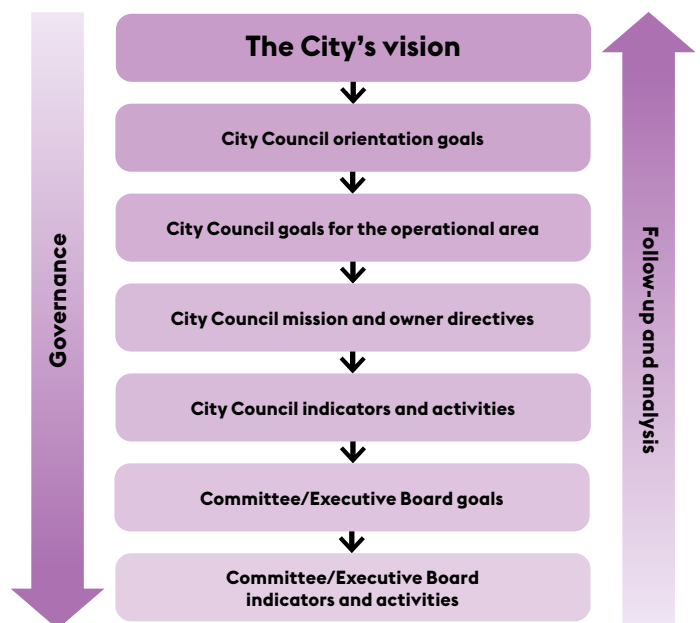 The City’s vision
City Council orientation goals
City Council goals for the operational area
City Council mission and owner directives
City Council indicators and activities
Committee/Executive Board goals
Committee/Executive Board
indicators and activities
Governance
Follow-up and analysis